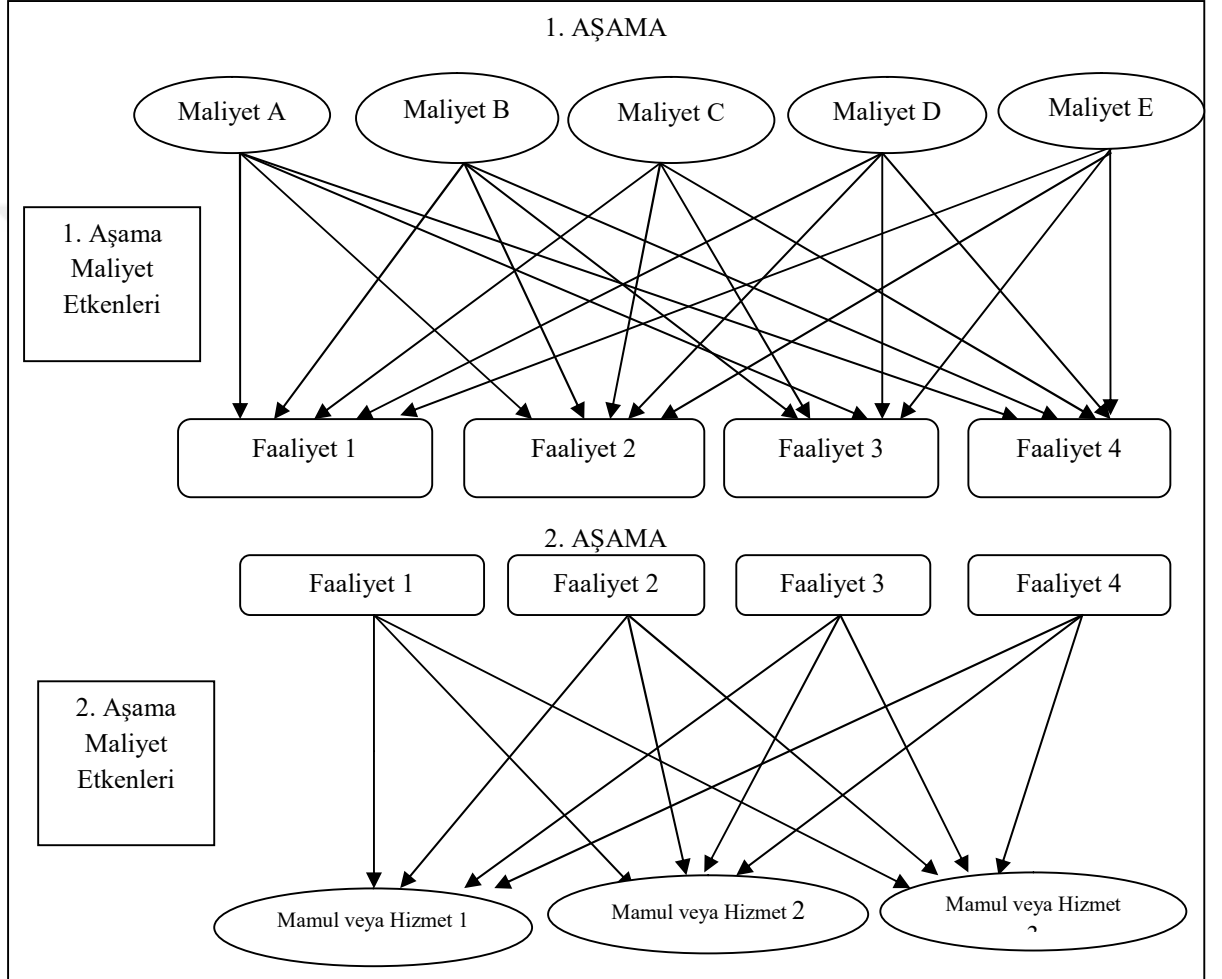 1. AŞAMA
Maliyet A
Maliyet B
Maliyet C
Maliyet D
Maliyet E
1. Aşama
Maliyet
Etkenleri
Faaliyet 1
Faaliyet 2
Faaliyet 3
Faaliyet 4
2. AŞAMA
Faaliyet 1
Faaliyet 2
Faaliyet 3
Faaliyet 4
2. Aşama
Maliyet
Etkenleri
Mamul veya Hizmet 1
Mamul veya Hizmet 2
Mamul veya Hizmet